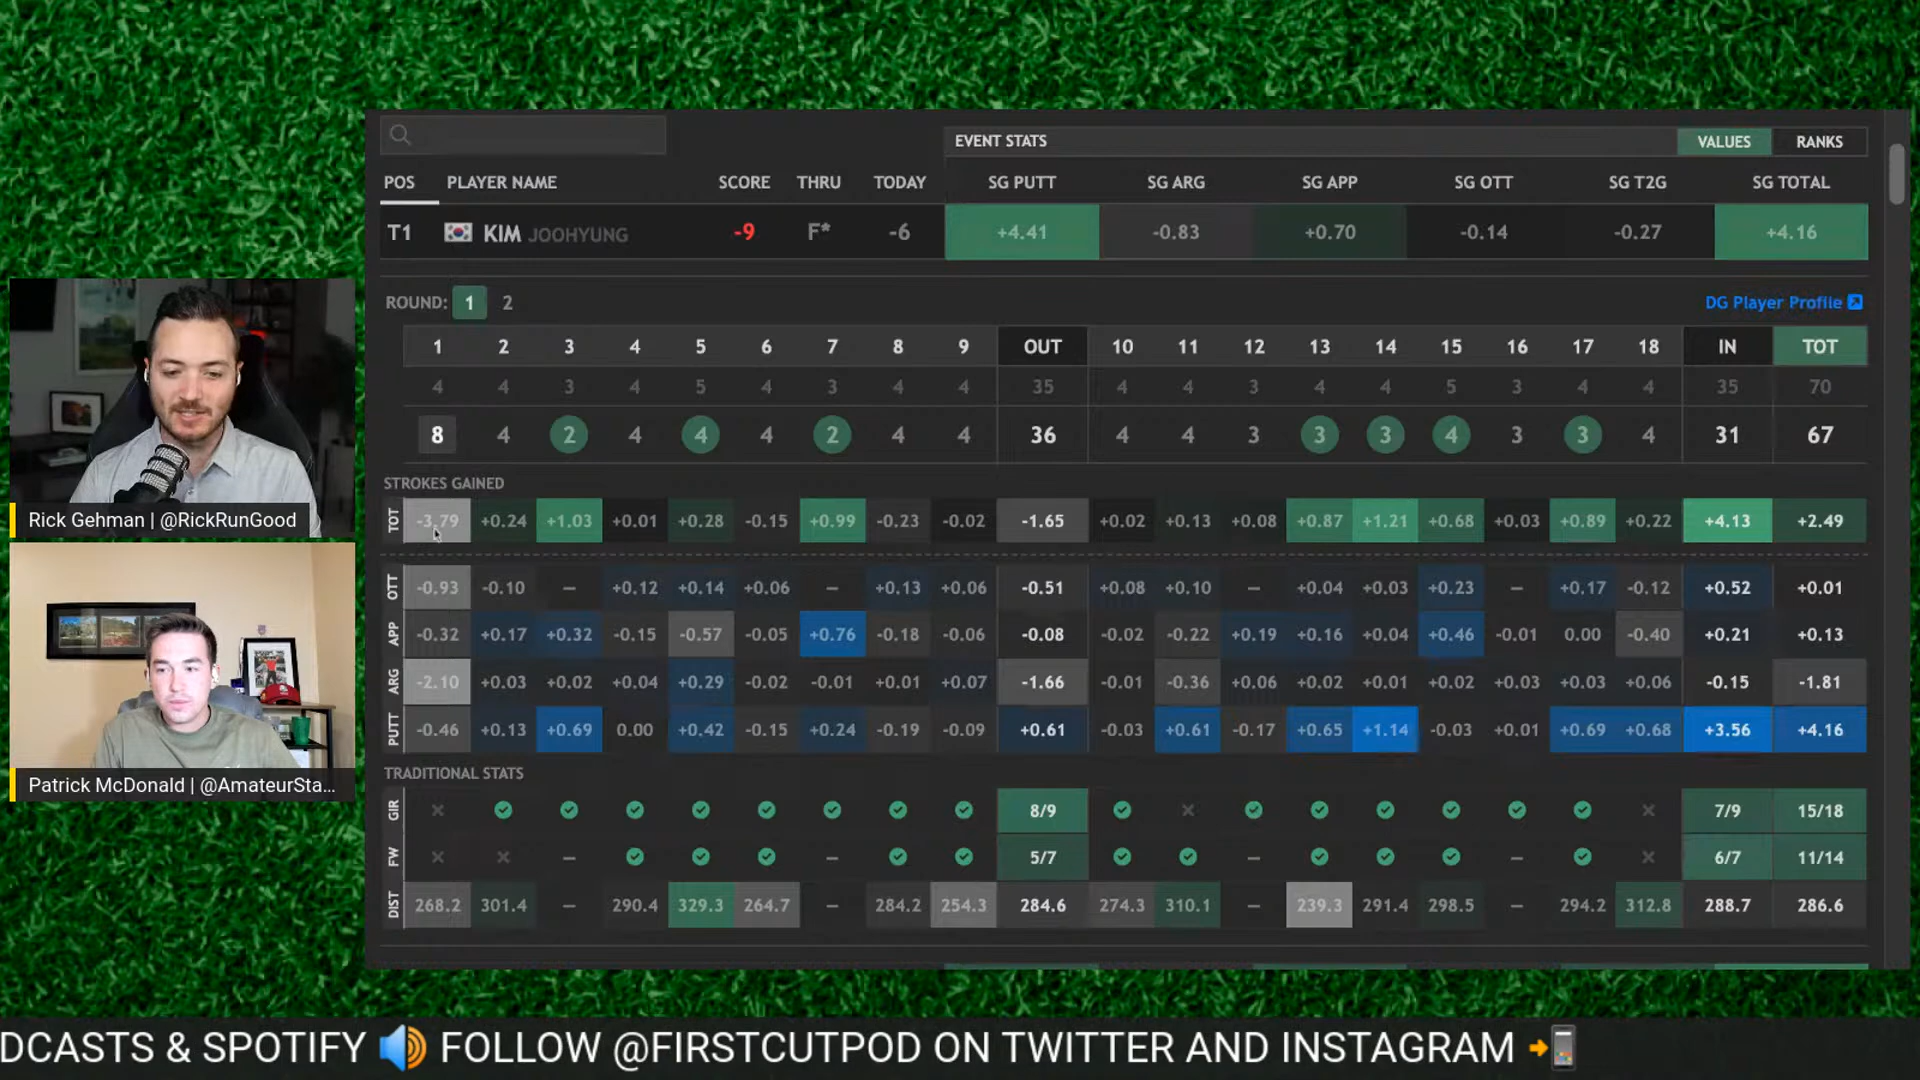 EVENT STATS VALUES RANKS
POS PLAYER NAME SCORE THRU TODAY SG PUTT SG ARG SG APP SG OTT SG T2G SG TOTAL
T1 KIM JOOHYUNG -9 F* -6 +4.41 -0.83 +0.70 -0.14 -0.27 +4.16
ROUND: 1 2 DG Player Profile
1 2 3 4 5 6 7 8 9 OUT 10 11 12 13 14 15 16 17 18 IN TOT
4 4 3 4 5 4 3 4 4 35 4 4 3 4 4 5 3 4 4 35 70
8 4 2 4 4 4 2 4 4 36 4 4 3 3 3 4 3 3 4 31 67
STROKES GAINED
TOT -3.79 +0.24 +1.03 +0.01 +0.28 -0.15 +0.99 -0.23 -0.02 -1.65 +0.02 +0.13 +0.08 +0.87 +1.21 +0.68 +0.03 +0.89 +0.22 +4.13 +2.49
OTT -0.93 -0.10 – +0.12 +0.14 +0.06 – +0.13 +0.06 -0.51 +0.08 +0.10 – +0.04 +0.03 +0.23 – +0.17 -0.12 +0.52 +0.01
APP -0.32 +0.17 +0.32 -0.15 -0.57 -0.05 +0.76 -0.18 -0.06 -0.08 -0.02 -0.22 +0.19 +0.16 +0.04 +0.46 -0.01 0.00 -0.40 +0.21 +0.13
ARG -2.10 +0.03 +0.02 +0.04 +0.29 -0.02 -0.01 +0.01 +0.07 -1.66 -0.01 -0.36 +0.06 +0.02 +0.01 +0.02 +0.03 +0.03 +0.06 -0.15 -1.81
PUTT -0.46 +0.13 +0.69 0.00 +0.42 -0.15 +0.24 -0.19 -0.09 +0.61 -0.03 +0.61 -0.17 +0.65 +1.14 -0.03 +0.01 +0.69 +0.68 +3.56 +4.16
TRADITIONAL STATS
GIR 8/9 7/9 15/18
FW – – 5/7 – – 6/7 11/14
DIST 268.2 301.4 – 290.4 329.3 264.7 – 284.2 254.3 284.6 274.3 310.1 – 239.3 291.4 298.5 – 294.2 312.8 288.7 286.6
Rick Gehman | @RickRunGood
Patrick McDonald | @AmateurSta...
DCASTS & SPOTIFY 🔊 FOLLOW @FIRSTCUTPOD ON TWITTER AND INSTAGRAM 📲